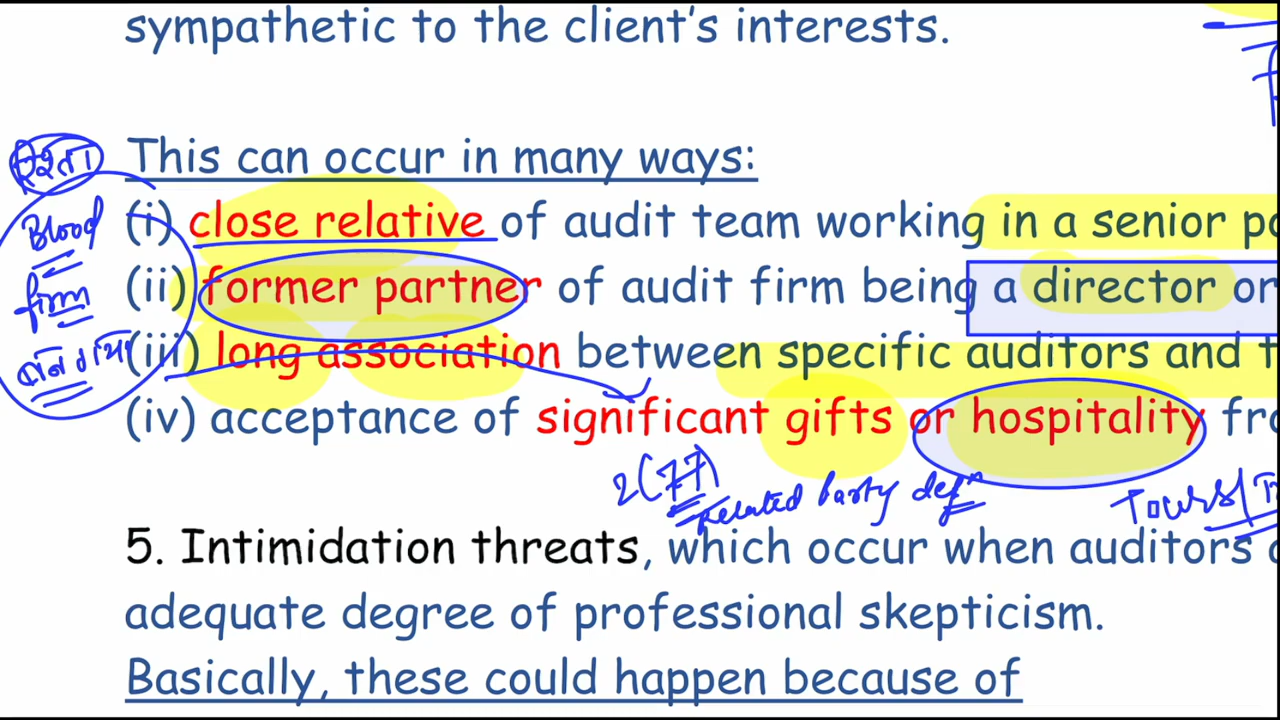 sympathetic to the client's interests.
रिश्ता
This can occur in many ways:
Blood
(i) close relative of audit team working in a senior po
firm
(ii) former partner of audit firm being a director or
(iii) long association between specific auditors and t
(iv) acceptance of significant gifts or hospitality fro
2(77)
related party defn
Tours/
5. Intimidation threats, which occur when auditors
adequate degree of professional skepticism.
Basically, these could happen because of